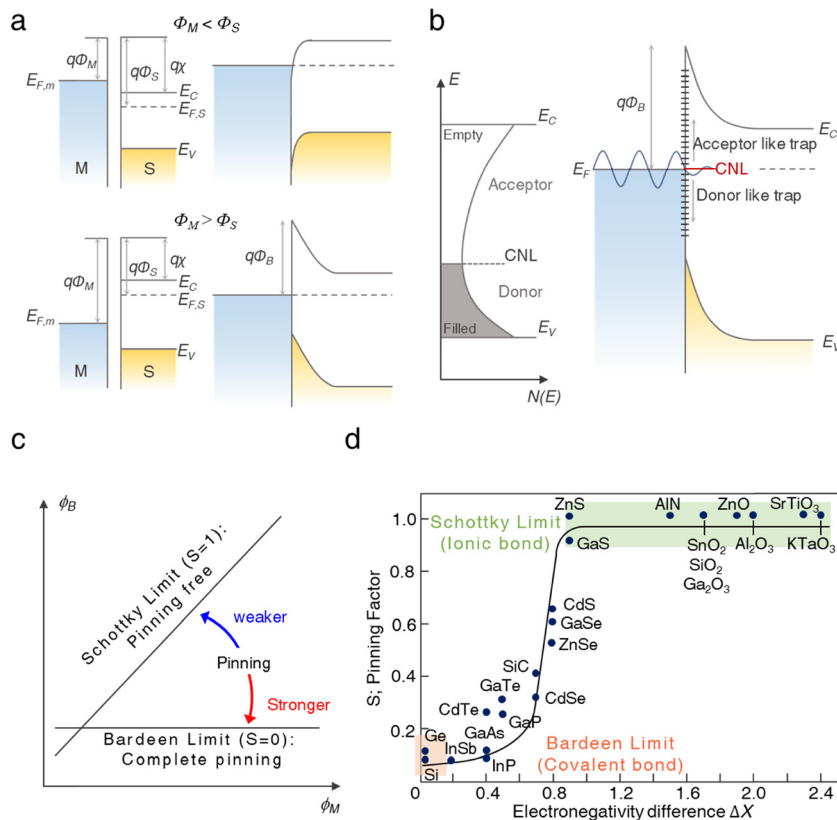 a
Φ_M < Φ_S
qΦ_M
qΦ_S
qχ
E_F,m
E_C
E_F,S
E_V
M
S
Φ_M > Φ_S
qΦ_M
qΦ_S
qχ
E_C
E_F,S
E_F,m
E_V
M
S
qΦ_B
b
E
E_C
Empty
Acceptor
CNL
Donor
Filled
E_V
N(E)
qΦ_B
E_C
Acceptor like trap
E_F
CNL
Donor like trap
E_V
c
ϕ_B
Schottky Limit (S=1):
Pinning free
weaker
Pinning
Stronger
Bardeen Limit (S=0):
Complete pinning
ϕ_M
d
S; Pinning Factor
1.0
0.8
0.6
0.4
0.2
Schottky Limit
(Ionic bond)
ZnS
AlN
ZnO
SrTiO₃
GaS
SnO₂
SiO₂
Ga₂O₃
Al₂O₃
KTaO₃
CdS
GaSe
ZnSe
SiC
CdSe
GaTe
CdTe
GaP
GaAs
Ge
InSb
InP
Si
Bardeen Limit
(Covalent bond)
0 0.4 0.8 1.2 1.6 2.0 2.4
Electronegativity difference ΔX